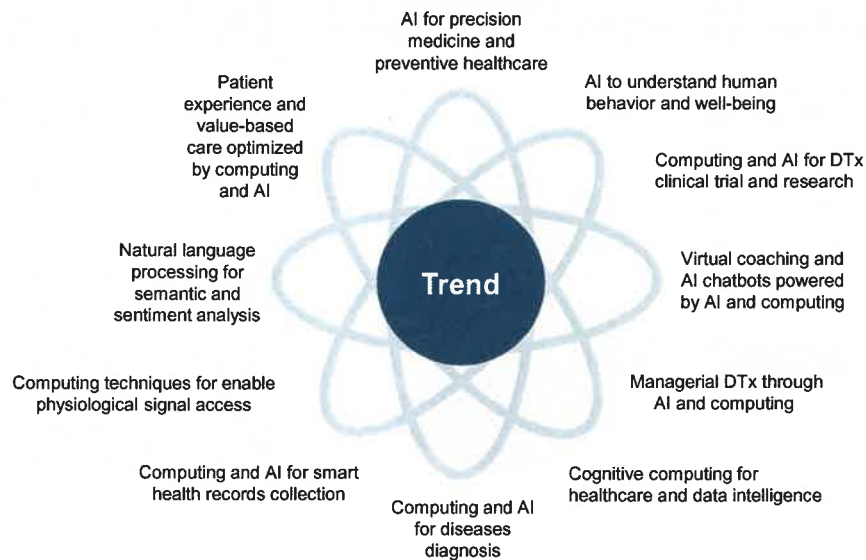 AI for precision
medicine and
preventive healthcare
AI to understand human
behavior and well-being
Computing and AI for DTx
clinical trial and research
Virtual coaching and
AI chatbots powered
by AI and computing
Managerial DTx through
AI and computing
Cognitive computing for
healthcare and data intelligence
Computing and AI
for diseases
diagnosis
Computing and AI for smart
health records collection
Computing techniques for enable
physiological signal access
Natural language
processing for
semantic and
sentiment analysis
Patient
experience and
value-based
care optimized
by computing
and AI
Trend